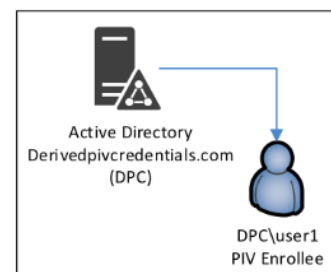 Active Directory
Derivedpivcredentials.com
(DPC)
DPC\user1
PIV Enrollee